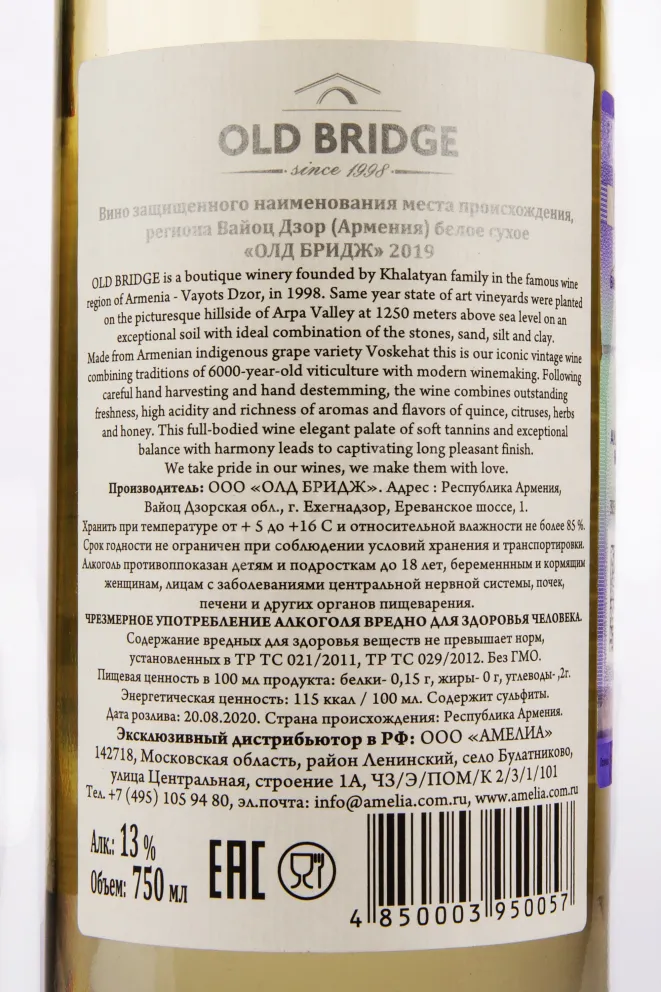 OLD BRIDGE
since 1998
Вино защищенного наименования места происхождения,
региона Вайоц Дзор (Армения) белое сухое
«ОЛД БРИДЖ» 2019
OLD BRIDGE is a boutique winery founded by Khalatyan family in the famous wine
region of Armenia - Vayots Dzor, in 1998. Same year state of art vineyards were planted
on the picturesque hillside of Arpa Valley at 1250 meters above sea level on an
exceptional soil with ideal combination of the stones, sand, silt and clay.
Made from Armenian indigenous grape variety Voskehat this is our iconic vintage wine
combining traditions of 6000-year-old viticulture with modern winemaking. Following
careful hand harvesting and hand destemming, the wine combines outstanding
freshness, high acidity and richness of aromas and flavors of quince, citruses, herbs
and honey. This full-bodied wine elegant palate of soft tannins and exceptional
balance with harmony leads to captivating long pleasant finish.
We take pride in our wines, we make them with love.
Производитель: ООО «ОЛД БРИДЖ». Адрес : Республика Армения,
Вайоц Дзорская обл., г. Ехегнадзор, Ереванское шоссе, 1.
Хранить при температуре от + 5 до +16 С и относительной влажности не более 85 %.
Срок годности не ограничен при соблюдении условий хранения и транспортировки.
Алкоголь противоппоказан детям и подросткам до 18 лет, беременнным и кормящим
женщинам, лицам с заболеваниями центральной нервной системы, почек,
печени и других органов пищеварения.
ЧРЕЗМЕРНОЕ УПОТРЕБЛЕНИЕ АЛКОГОЛЯ ВРЕДНО ДЛЯ ЗДОРОВЬЯ ЧЕЛОВЕКА.
Содержание вредных для здоровья веществ не превышает норм,
установленных в ТР ТС 021/2011, ТР ТС 029/2012. Без ГМО.
Пищевая ценность в 100 мл продукта: белки- 0,15 г, жиры- 0 г, углеводы- ,2г.
Энергетическая ценность: 115 ккал / 100 мл. Содержит сульфиты.
Дата розлива: 20.08.2020. Страна происхождения: Республика Армения.
Эксклюзивный дистрибьютор в РФ: ООО «АМЕЛИА»
142718, Московская область, район Ленинский, село Булатниково,
улица Центральная, строение 1А, ЧЗ/Э/ПОМ/К 2/3/1/101
Тел. +7 (495) 105 94 80, эл.почта: info@amelia.com.ru, www.amelia.com.ru
Алк.: 13 %
Объем: 750 мл
EAC
4 850003 950057